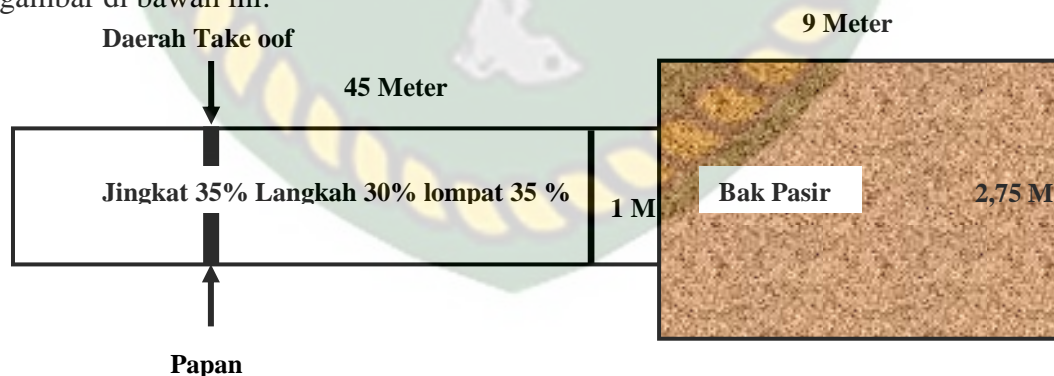 gambar di bawah ini.
9 Meter
Daerah Take oof
45 Meter
Jingkat 35% Langkah 30% lompat 35 %
1 M
Bak Pasir
2,75 M
Papan